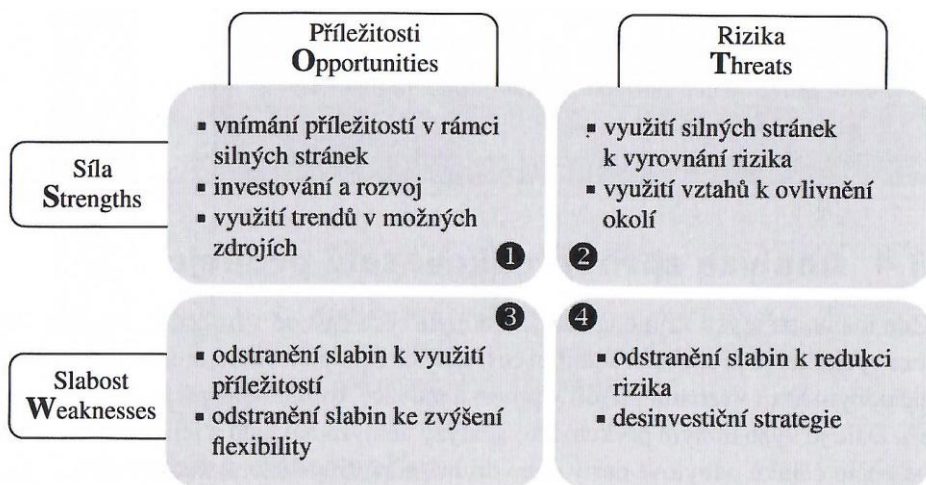 Příležitosti
Opportunities
Rizika
Threats
Síla
Strengths
▪ vnímání příležitostí v rámci
silných stránek
▪ investování a rozvoj
▪ využití trendů v možných
zdrojích
1
▪ využití silných stránek
k vyrovnání rizika
▪ využití vztahů k ovlivnění
okolí
2
Slabost
Weaknesses
3
▪ odstranění slabin k využití
příležitostí
▪ odstranění slabin ke zvýšení
flexibility
4
▪ odstranění slabin k redukci
rizika
▪ desinvestiční strategie